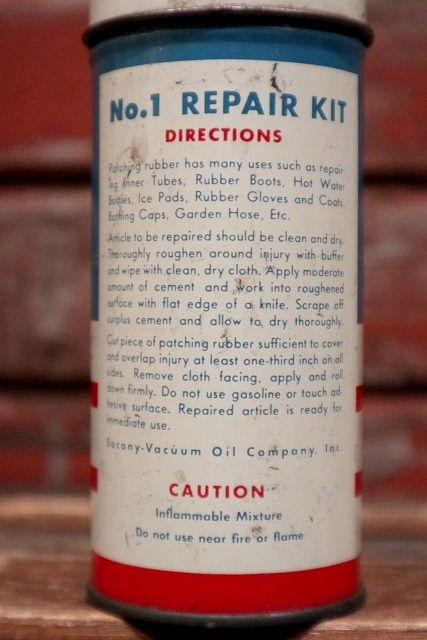 No.1 REPAIR KIT
DIRECTIONS
Patching rubber has many uses such as repair-
ing Inner Tubes, Rubber Boots, Hot Water
Bottles, Ice Pads, Rubber Gloves and Coats,
Bathing Caps, Garden Hose, Etc.
Article to be repaired should be clean and dry.
Thoroughly roughen around injury with buffer
and wipe with clean, dry cloth. Apply moderate
amount of cement and work into roughened
surface with flat edge of a knife. Scrape off
surplus cement and allow to dry thoroughly.
Cut piece of patching rubber sufficient to cover
and overlap injury at least one-third inch on all
sides. Remove cloth facing, apply and roll
down firmly. Do not use gasoline or touch ad-
hesive surface. Repaired article is ready for
immediate use.
Socony-Vacuum Oil Company, Inc.
CAUTION
Inflammable Mixture
Do not use near fire or flame